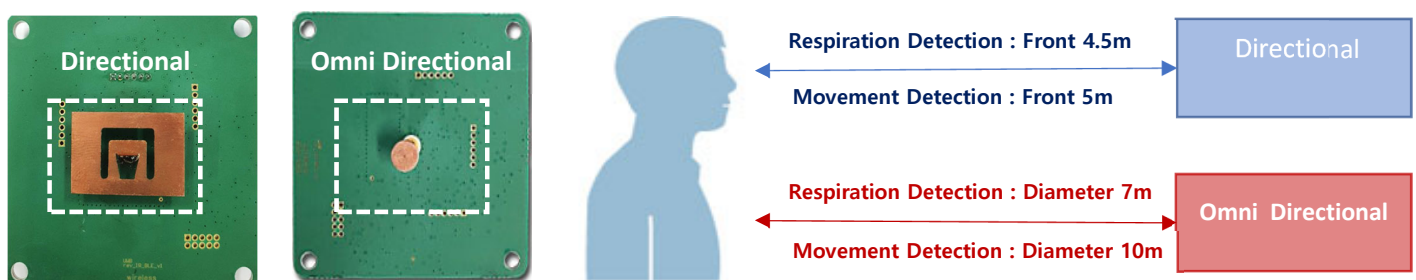 Directional
Omni Directional
Respiration Detection : Front 4.5m
Movement Detection : Front 5m
Directional
Respiration Detection : Diameter 7m
Movement Detection : Diameter 10m
Omni Directional
wireless